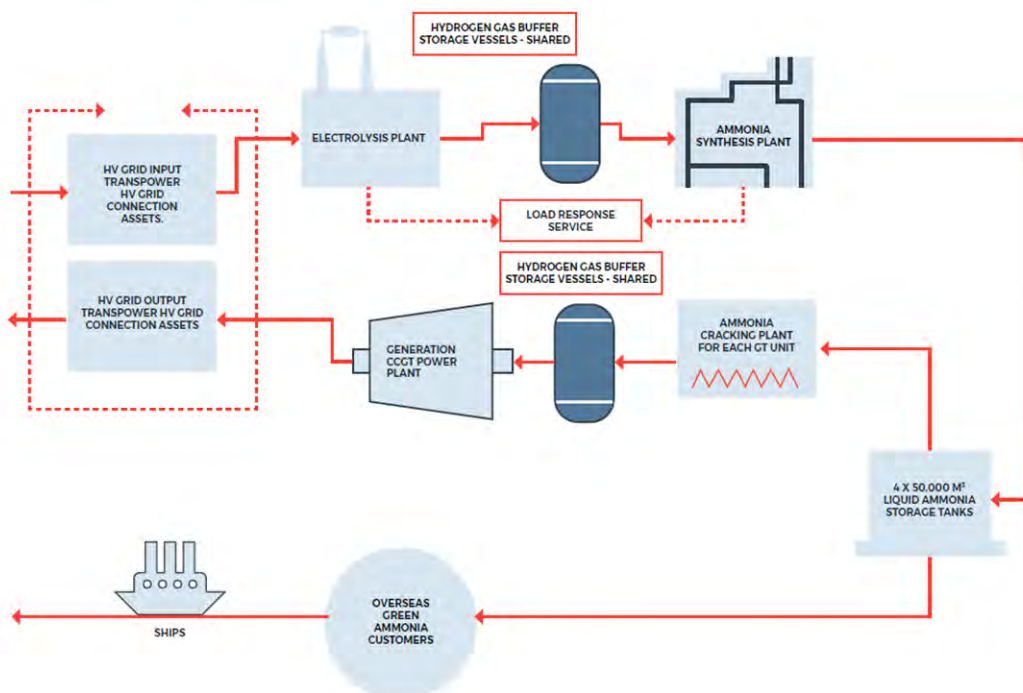 HYDROGEN GAS BUFFER
STORAGE VESSELS - SHARED
ELECTROLYSIS PLANT
AMMONIA
SYNTHESIS PLANT
HV GRID INPUT
TRANSPOWER
HV GRID
CONNECTION
ASSETS.
LOAD RESPONSE
SERVICE
HYDROGEN GAS BUFFER
STORAGE VESSELS - SHARED
HV GRID OUTPUT
TRANSPOWER HV GRID
CONNECTION ASSETS
GENERATION
CCGT POWER
PLANT
AMMONIA
CRACKING PLANT
FOR EACH GT UNIT
4 X 50,000 M³
LIQUID AMMONIA
STORAGE TANKS
OVERSEAS
GREEN
AMMONIA
CUSTOMERS
SHIPS